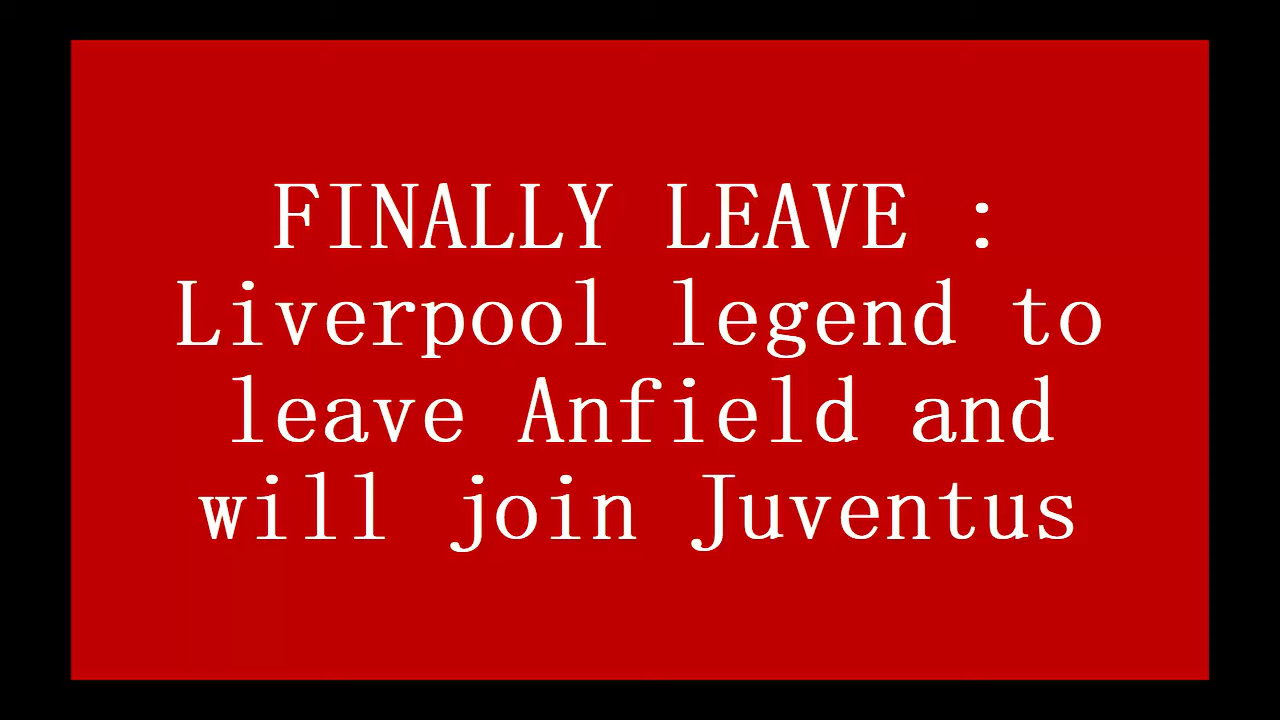 FINALLY LEAVE :
Liverpool legend to
leave Anfield and
will join Juventus